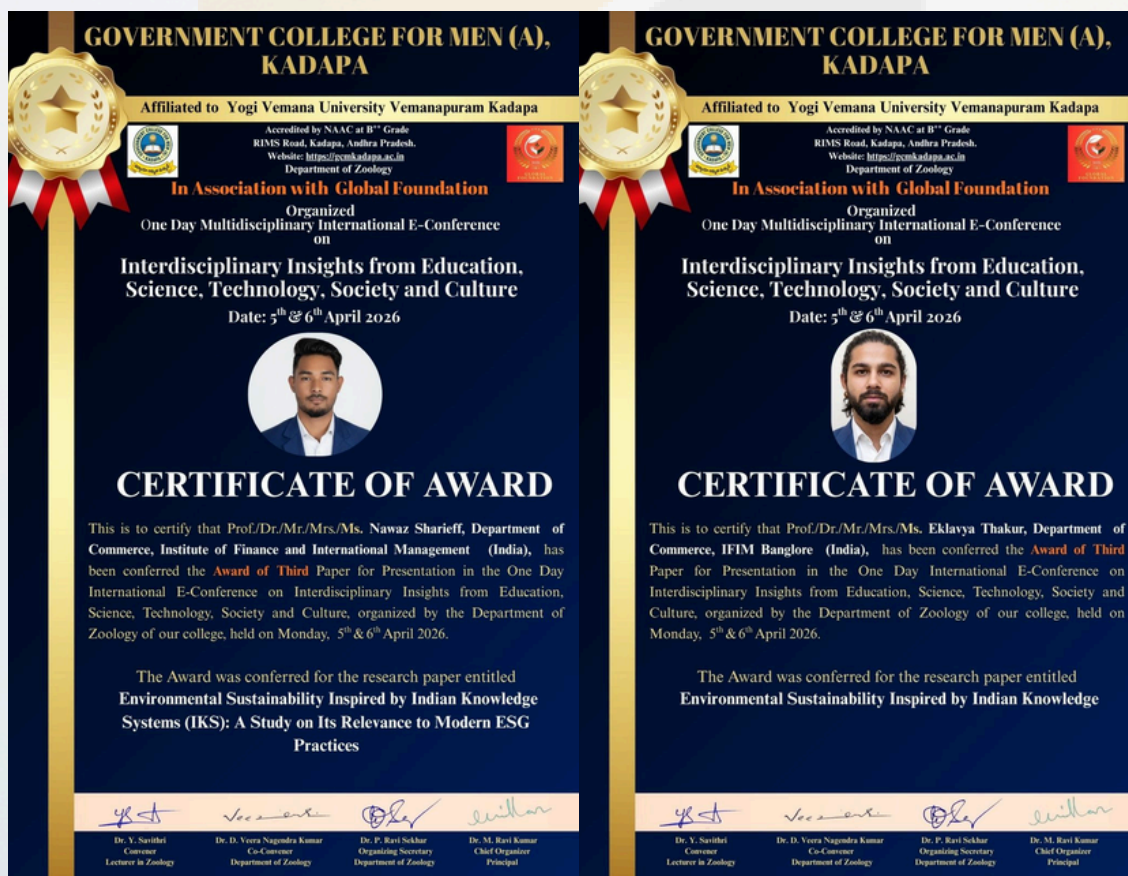 GOVERNMENT COLLEGE FOR MEN (A),
KADAPA
Affiliated to Yogi Vemana University Vemanapuram Kadapa
Accredited by NAAC at B++ Grade
RIMS Road, Kadapa, Andhra Pradesh.
Website: https://gcmkadapa.ac.in
Department of Zoology
In Association with Global Foundation
Organized
One Day Multidisciplinary International E-Conference
on
Interdisciplinary Insights from Education,
Science, Technology, Society and Culture
Date: 5th & 6th April 2026
CERTIFICATE OF AWARD
This is to certify that Prof./Dr./Mr./Mrs./Ms. Nawaz Sharieff, Department of
Commerce, Institute of Finance and International Management (India), has
been conferred the Award of Third Paper for Presentation in the One Day
International E-Conference on Interdisciplinary Insights from Education,
Science, Technology, Society and Culture, organized by the Department of
Zoology of our college, held on Monday, 5th & 6th April 2026.
The Award was conferred for the research paper entitled
Environmental Sustainability Inspired by Indian Knowledge
Systems (IKS): A Study on Its Relevance to Modern ESG
Practices
Dr. Y. Savithri
Convener
Lecturer in Zoology
Dr. D. Veera Nagendra Kumar
Co-Convener
Department of Zoology
Dr. P. Ravi Sekhar
Organizing Secretary
Department of Zoology
Dr. M. Ravi Kumar
Chief Organizer
Principal
GOVERNMENT COLLEGE FOR MEN (A),
KADAPA
Affiliated to Yogi Vemana University Vemanapuram Kadapa
Accredited by NAAC at B++ Grade
RIMS Road, Kadapa, Andhra Pradesh.
Website: https://gcmkadapa.ac.in
Department of Zoology
In Association with Global Foundation
Organized
One Day Multidisciplinary International E-Conference
on
Interdisciplinary Insights from Education,
Science, Technology, Society and Culture
Date: 5th & 6th April 2026
CERTIFICATE OF AWARD
This is to certify that Prof./Dr./Mr./Mrs./Ms. Eklavya Thakur, Department of
Commerce, IFIM Banglore (India), has been conferred the Award of Third
Paper for Presentation in the One Day International E-Conference on
Interdisciplinary Insights from Education, Science, Technology, Society and
Culture, organized by the Department of Zoology of our college, held on
Monday, 5th & 6th April 2026.
The Award was conferred for the research paper entitled
Environmental Sustainability Inspired by Indian Knowledge
Dr. Y. Savithri
Convener
Lecturer in Zoology
Dr. D. Veera Nagendra Kumar
Co-Convener
Department of Zoology
Dr. P. Ravi Sekhar
Organizing Secretary
Department of Zoology
Dr. M. Ravi Kumar
Chief Organizer
Principal